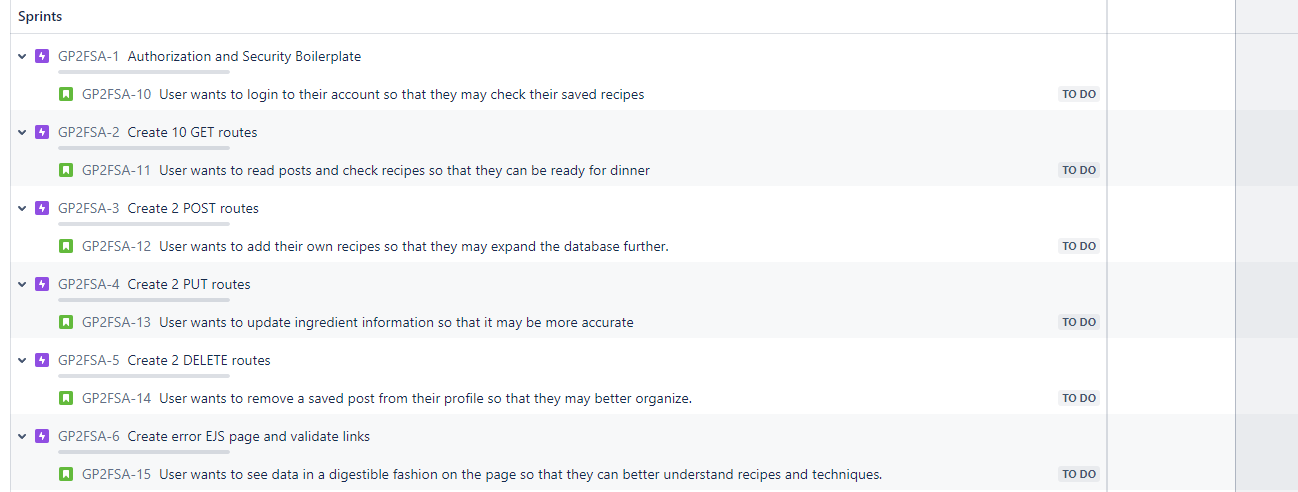 Sprints
GP2FSA-1 Authorization and Security Boilerplate
GP2FSA-10 User wants to login to their account so that they may check their saved recipes TO DO
GP2FSA-2 Create 10 GET routes
GP2FSA-11 User wants to read posts and check recipes so that they can be ready for dinner TO DO
GP2FSA-3 Create 2 POST routes
GP2FSA-12 User wants to add their own recipes so that they may expand the database further. TO DO
GP2FSA-4 Create 2 PUT routes
GP2FSA-13 User wants to update ingredient information so that it may be more accurate TO DO
GP2FSA-5 Create 2 DELETE routes
GP2FSA-14 User wants to remove a saved post from their profile so that they may better organize. TO DO
GP2FSA-6 Create error EJS page and validate links
GP2FSA-15 User wants to see data in a digestible fashion on the page so that they can better understand recipes and techniques. TO DO